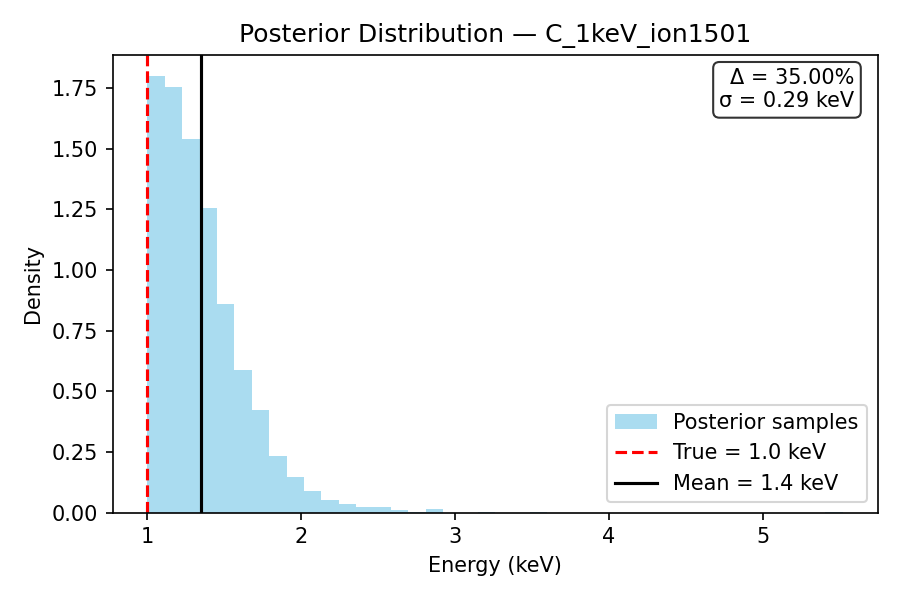 Posterior Distribution — C_1keV_ion1501
Δ = 35.00%
σ = 0.29 keV
Density
1.75
1.50
1.25
1.00
0.75
0.50
0.25
0.00
Posterior samples
True = 1.0 keV
Mean = 1.4 keV
1 2 3 4 5
Energy (keV)